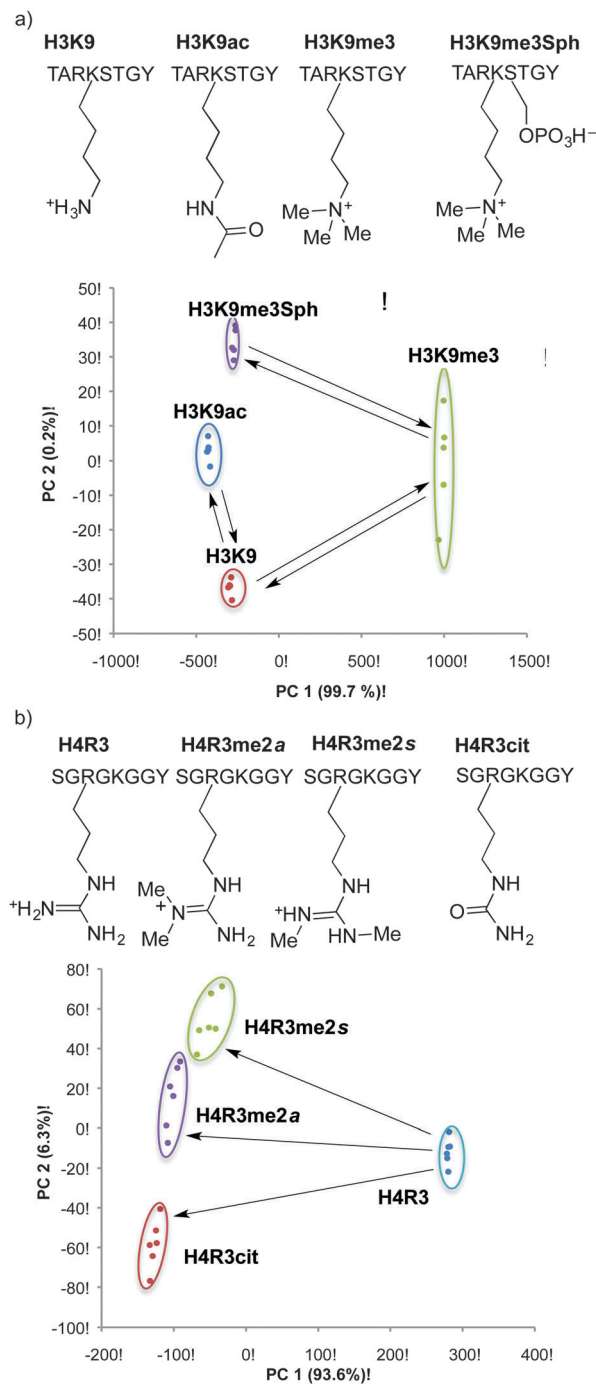 a)
H3K9 H3K9ac H3K9me3 H3K9me3Sph
TARKSTGY TARKSTGY TARKSTGY TARKSTGY
OPO₃H⁻
⁺H₃N HN O Me N⁺ Me Me Me N⁺ Me Me
50!
40!
30!
20!
10!
0!
-10!
-20!
-30!
-40!
-50!
PC 2 (0.2%)!
H3K9me3Sph !
H3K9me3 !
H3K9ac
H3K9
-1000! -500! 0! 500! 1000! 1500!
PC 1 (99.7 %)!
b)
H4R3 H4R3me2a H4R3me2s H4R3cit
SGRGKGGY SGRGKGGY SGRGKGGY SGRGKGGY
NH Me NH NH NH
⁺H₂N NH₂ + N Me NH₂ + HN Me HN Me O NH₂
80!
60!
40!
20!
0!
-20!
-40!
-60!
-80!
-100!
PC 2 (6.3%)!
H4R3me2s
H4R3me2a
H4R3
H4R3cit
-200! -100! 0! 100! 200! 300! 400!
PC 1 (93.6%)!